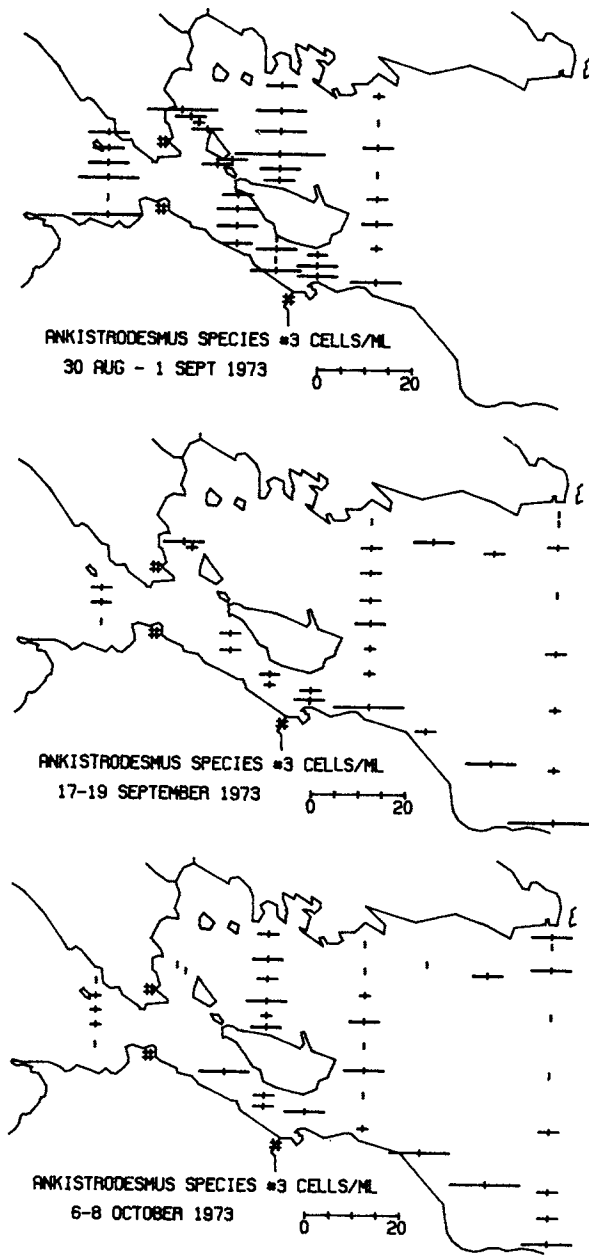 ANKISTRODESMUS SPECIES #3 CELLS/ML
30 AUG - 1 SEPT 1973
0 20
ANKISTRODESMUS SPECIES #3 CELLS/ML
17-19 SEPTEMBER 1973
0 20
ANKISTRODESMUS SPECIES #3 CELLS/ML
6-8 OCTOBER 1973
0 20